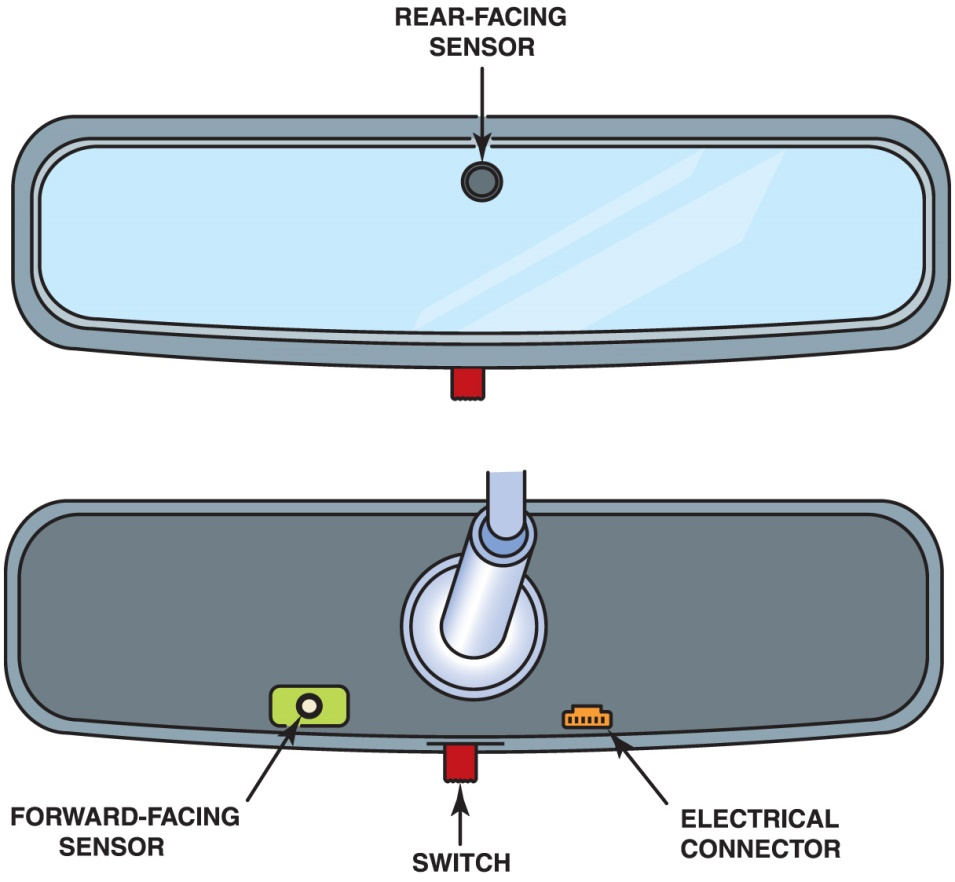 REAR-FACING
SENSOR
FORWARD-FACING
SENSOR
SWITCH
ELECTRICAL
CONNECTOR